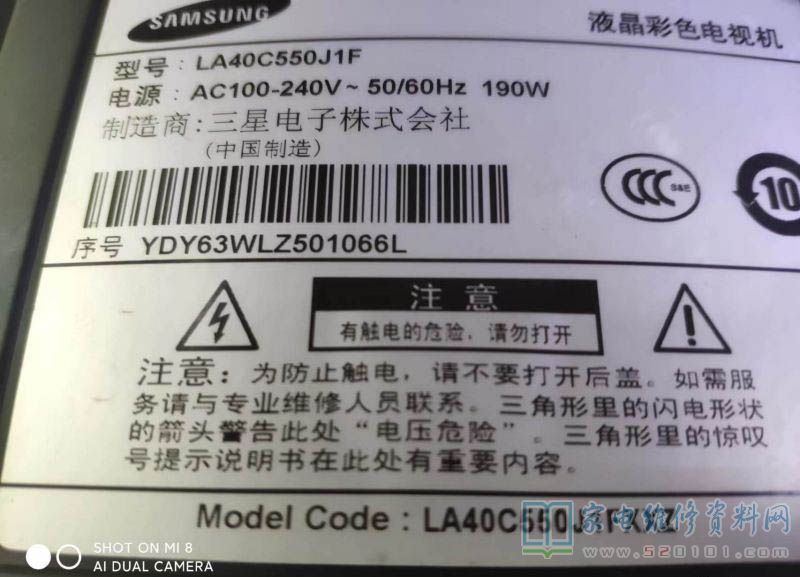 SAMSUNG
液晶彩色电视机
型号：LA40C550J1F
电源：AC100-240V~ 50/60Hz 190W
制造商：三星电子株式会社
(中国制造)
CCC S&E
10
序号 YDY63WLZ501066L
注 意
有触电的危险，请勿打开
注意：为防止触电，请不要打开后盖。如需服
务请与专业维修人员联系。三角形里的闪电形状
的箭头警告此处“电压危险”。三角形里的惊叹
号提示说明书在此处有重要内容。
Model Code : LA40C550J1FXXZ
家电维修资料网
www.520101.com
SHOT ON MI 8
AI DUAL CAMERA